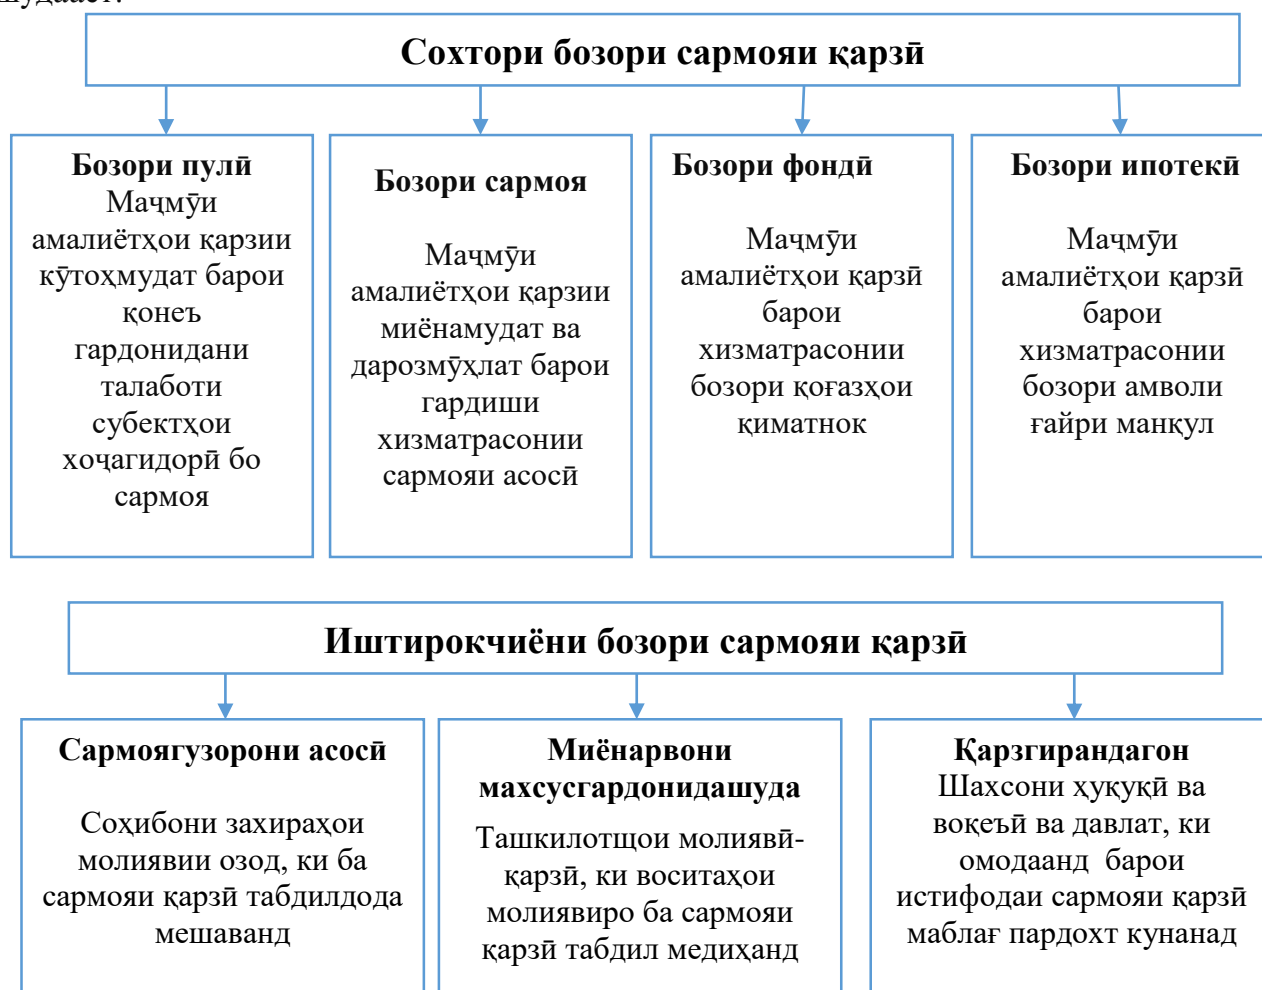 Сохтори бозори сармояи қарзӣ
Бозори пулӣ
Маҷмӯи
амалиётҳои қарзии
кӯтоҳмудат барои
қонеъ
гардонидани
талаботи
субектҳои
хоҷагидорӣ бо
сармоя
Бозори сармоя
Маҷмӯи
амалиётҳои қарзии
миёнамудат ва
дарозмӯҳлат барои
гардиши
хизматрасонии
сармояи асосӣ
Бозори фондӣ
Маҷмӯи
амалиётҳои қарзӣ
барои
хизматрасонии
бозори қоғазҳои
қиматнок
Бозори ипотекӣ
Маҷмӯи
амалиётҳои қарзӣ
барои
хизматрасонии
бозори амволи
ғайри манқул
Иштирокчиёни бозори сармояи қарзӣ
Сармоягузорони асосӣ
Соҳибони захираҳои
молиявии озод, ки ба
сармояи қарзӣ табдилдода
мешаванд
Миёнарвони
махсусгардонидашуда
Ташкилотщои молиявӣ-
қарзӣ, ки воситаҳои
молиявиро ба сармояи
қарзӣ табдил медиҳанд
Қарзгирандагон
Шахсони ҳуқуқӣ ва
воқеъӣ ва давлат, ки
омодаанд барои
истифодаи сармояи қарзӣ
маблағ пардохт кунанад